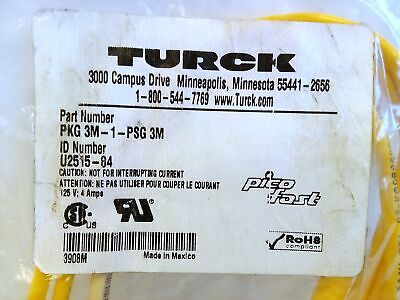 TURCK
3000 Campus Drive Minneapolis, Minnesota 55441-2656
1-800-544-7769 www.Turck.com
Part Number
PKG 3M-1-PSG 3M
ID Number
U2515-84
CAUTION: NOT FOR INTERRUPTING CURRENT
ATTENTION: NE PAS UTILISER POUR COUPER LE COURANT
125 V; 4 Amps
pico fast
C US
RoHS
compliant
3908M
Made in Mexico